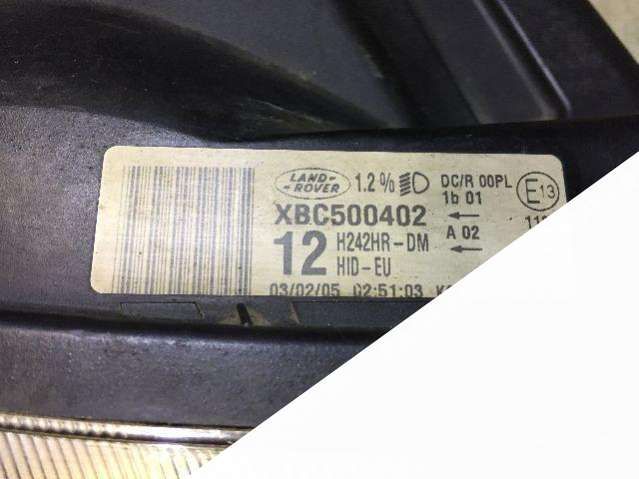 LAND-
-ROVER
1.2%
DC/R 00PL
1b 01
E13
XBC500402
A 02
12
H242HR-DM
HID-EU
03/02/05 02:51:03